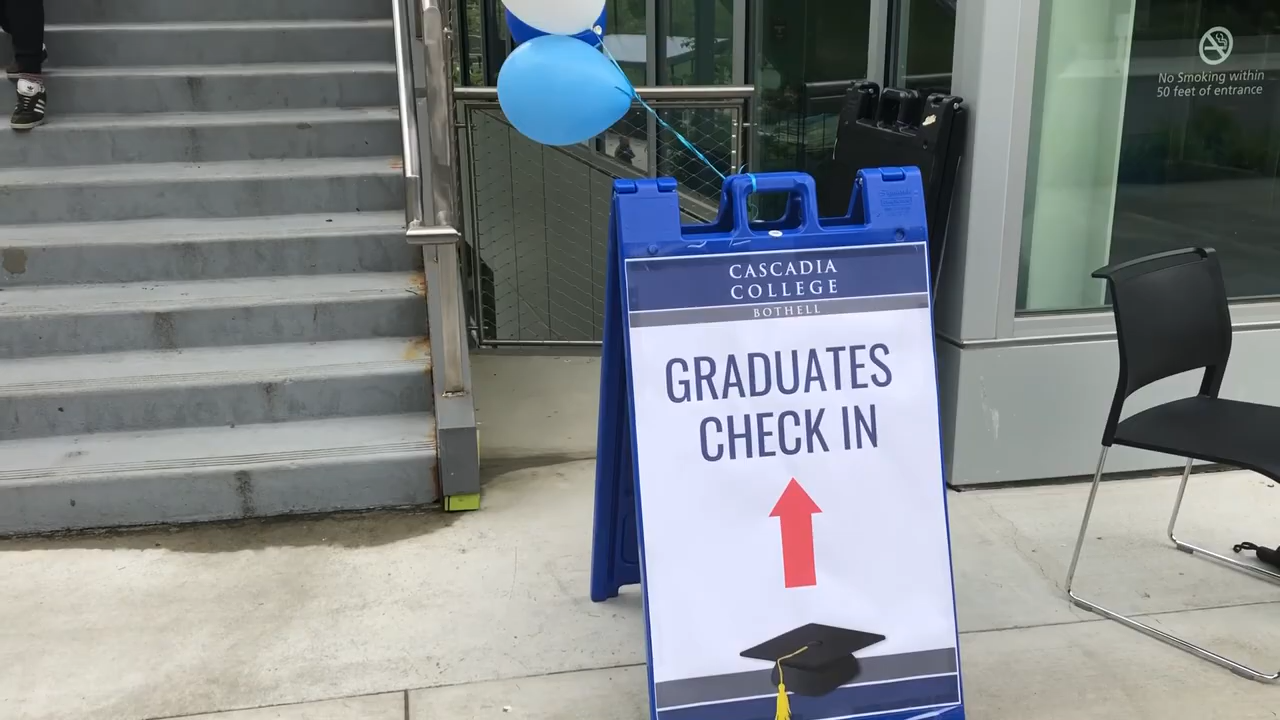 No Smoking within
50 feet of entrance
CASCADIA
COLLEGE
BOTHELL
GRADUATES
CHECK IN